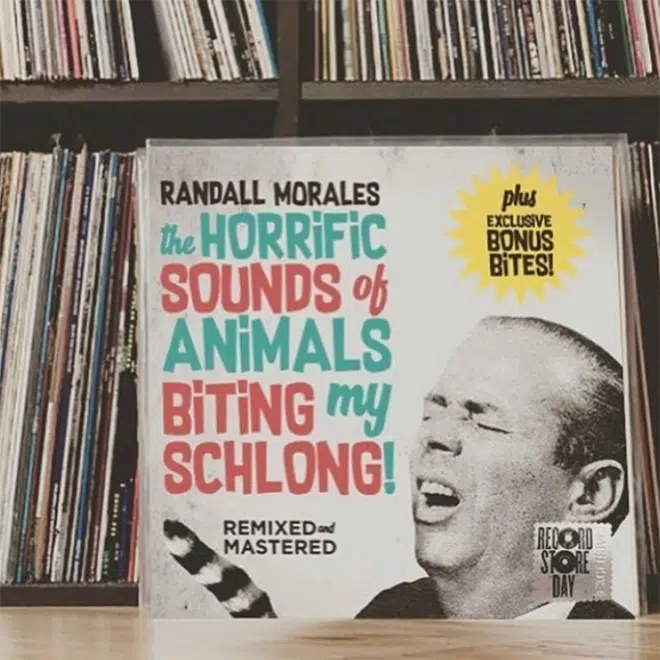 RANDALL MORALES
the HORRiFiC
SOUNDS of
ANiMALS
BiTiNG my
SCHLONG!
plus
EXCLUSIVE
BONUS
BiTES!
REMIXED and
MASTERED
RECORD
STORE
DAY